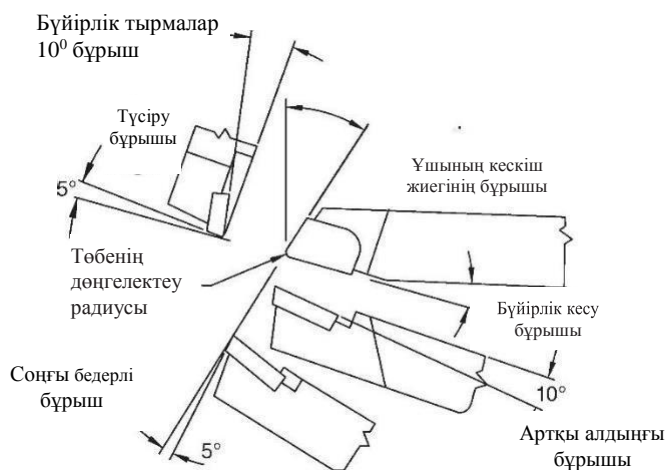 Бүйірлік тырмалар
10⁰ бұрыш
Түсіру
бұрышы
5°
Ұшының кескіш
жиегінің бұрышы
Төбенің
дөңгелектеу
радиусы
Бүйірлік кесу
бұрышы
10°
Соңғы бедерлі
бұрыш
5°
Артқы алдыңғы
бұрышы